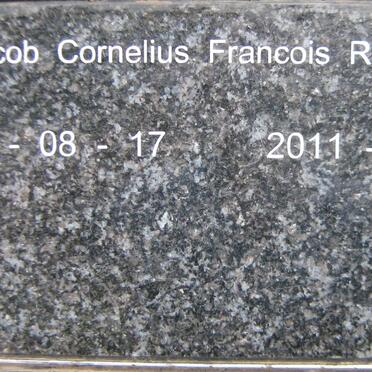 cob Cornelius Francois R
- 08 - 17 2011 -